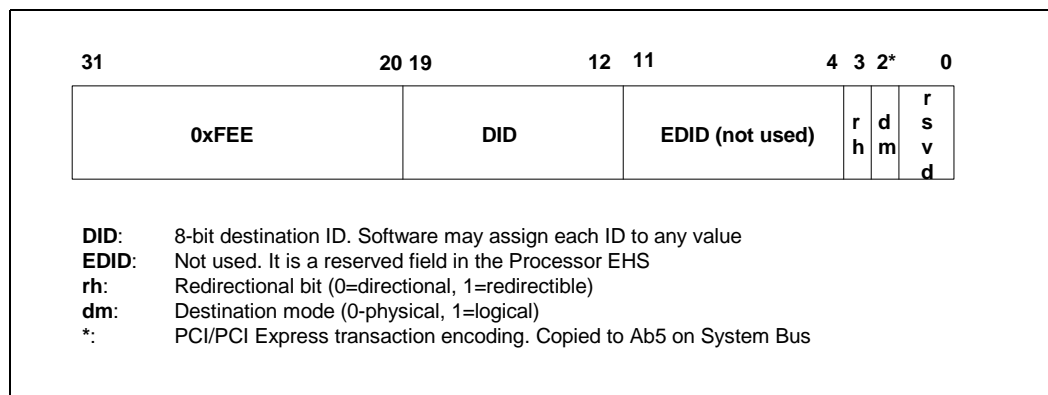 31 20 19 12 11 4 3 2* 0
0xFEE DID EDID (not used) rh dm rsvd
DID: 8-bit destination ID. Software may assign each ID to any value
EDID: Not used. It is a reserved field in the Processor EHS
rh: Redirectional bit (0=directional, 1=redirectible)
dm: Destination mode (0-physical, 1=logical)
*: PCI/PCI Express transaction encoding. Copied to Ab5 on System Bus